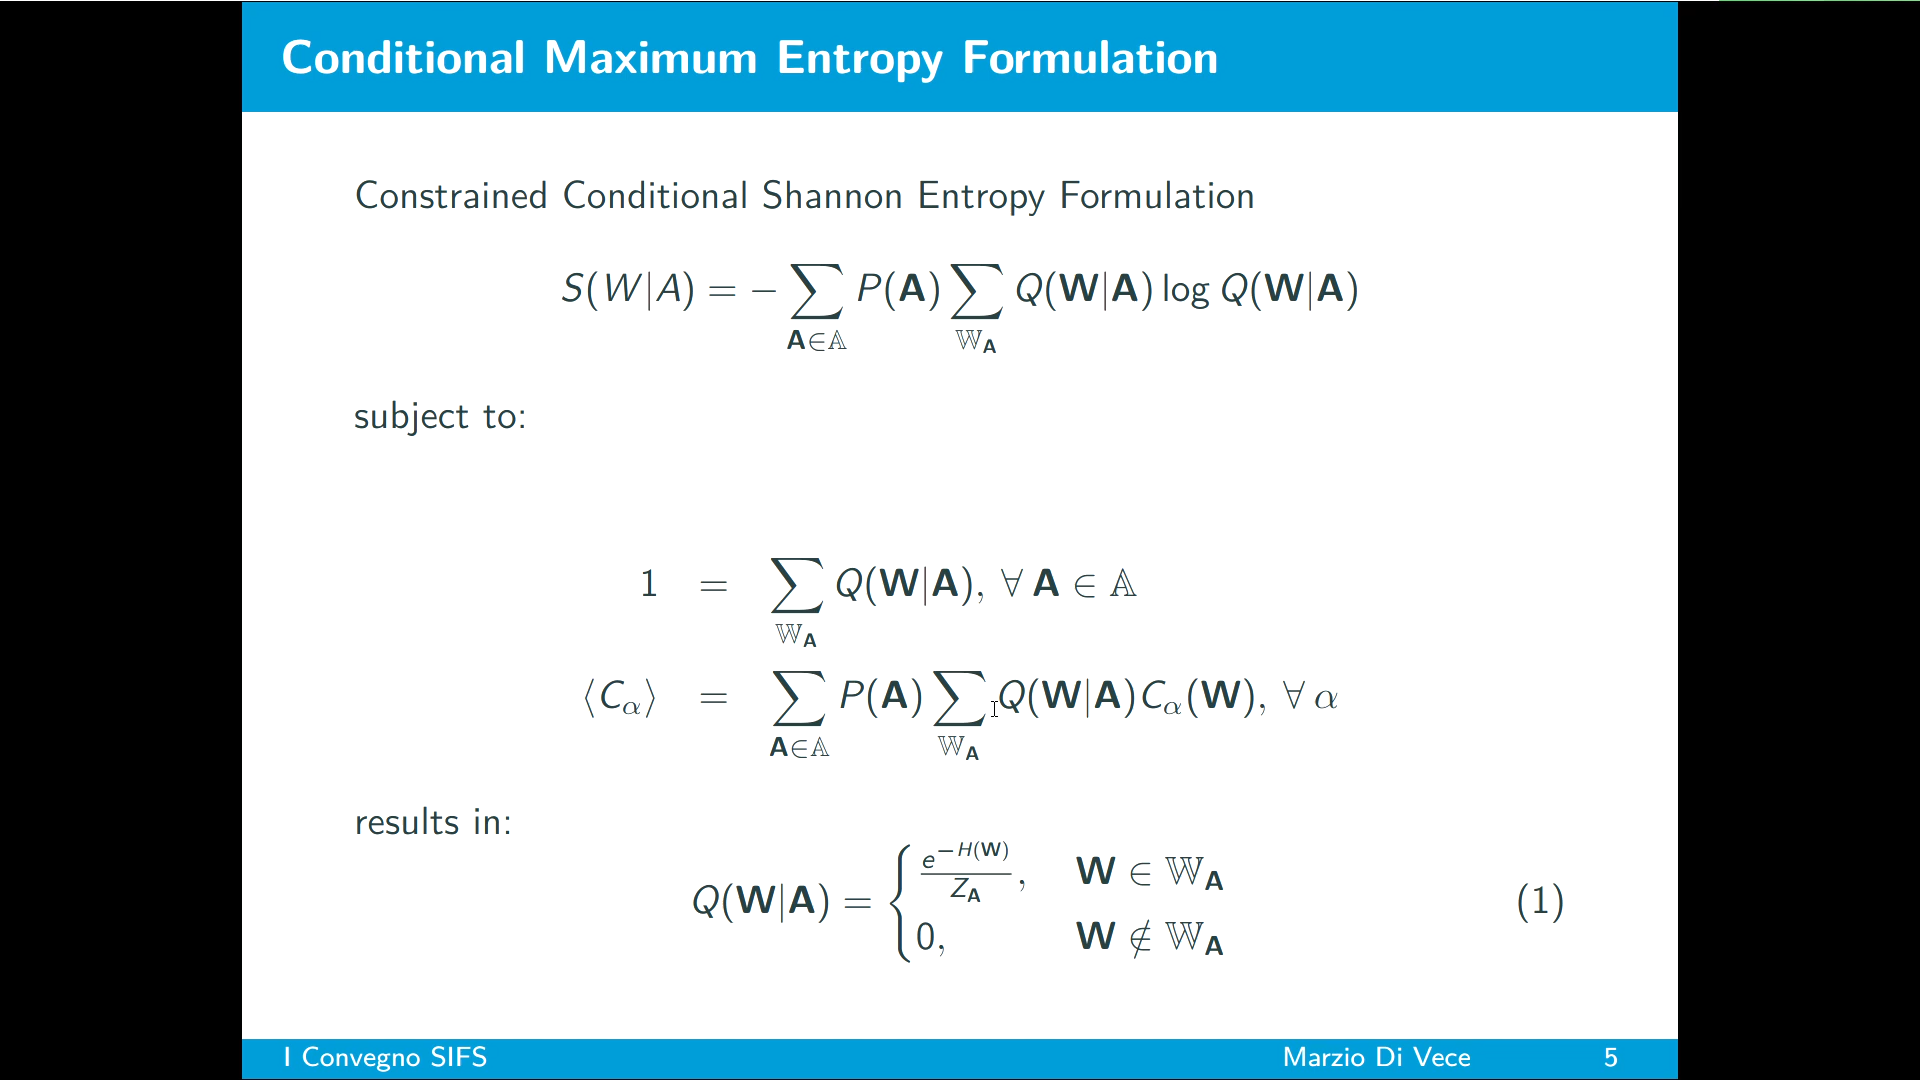 Conditional Maximum Entropy Formulation
Constrained Conditional Shannon Entropy Formulation
S(W|A) = − ∑_{𝐀∈𝔸} P(𝐀) ∑_{𝕎_𝐀} Q(𝐖|𝐀) log Q(𝐖|𝐀)
subject to:
1 = ∑_{𝕎_𝐀} Q(𝐖|𝐀), ∀ 𝐀 ∈ 𝔸
⟨C_α⟩ = ∑_{𝐀∈𝔸} P(𝐀) ∑_{𝕎_𝐀} Q(𝐖|𝐀)C_α(𝐖), ∀ α
results in:
Q(𝐖|𝐀) = { e^{−H(𝐖)}/Z_𝐀, 𝐖 ∈ 𝕎_𝐀 (1)
0, 𝐖 ∉ 𝕎_𝐀
I Convegno SIFS Marzio Di Vece 5